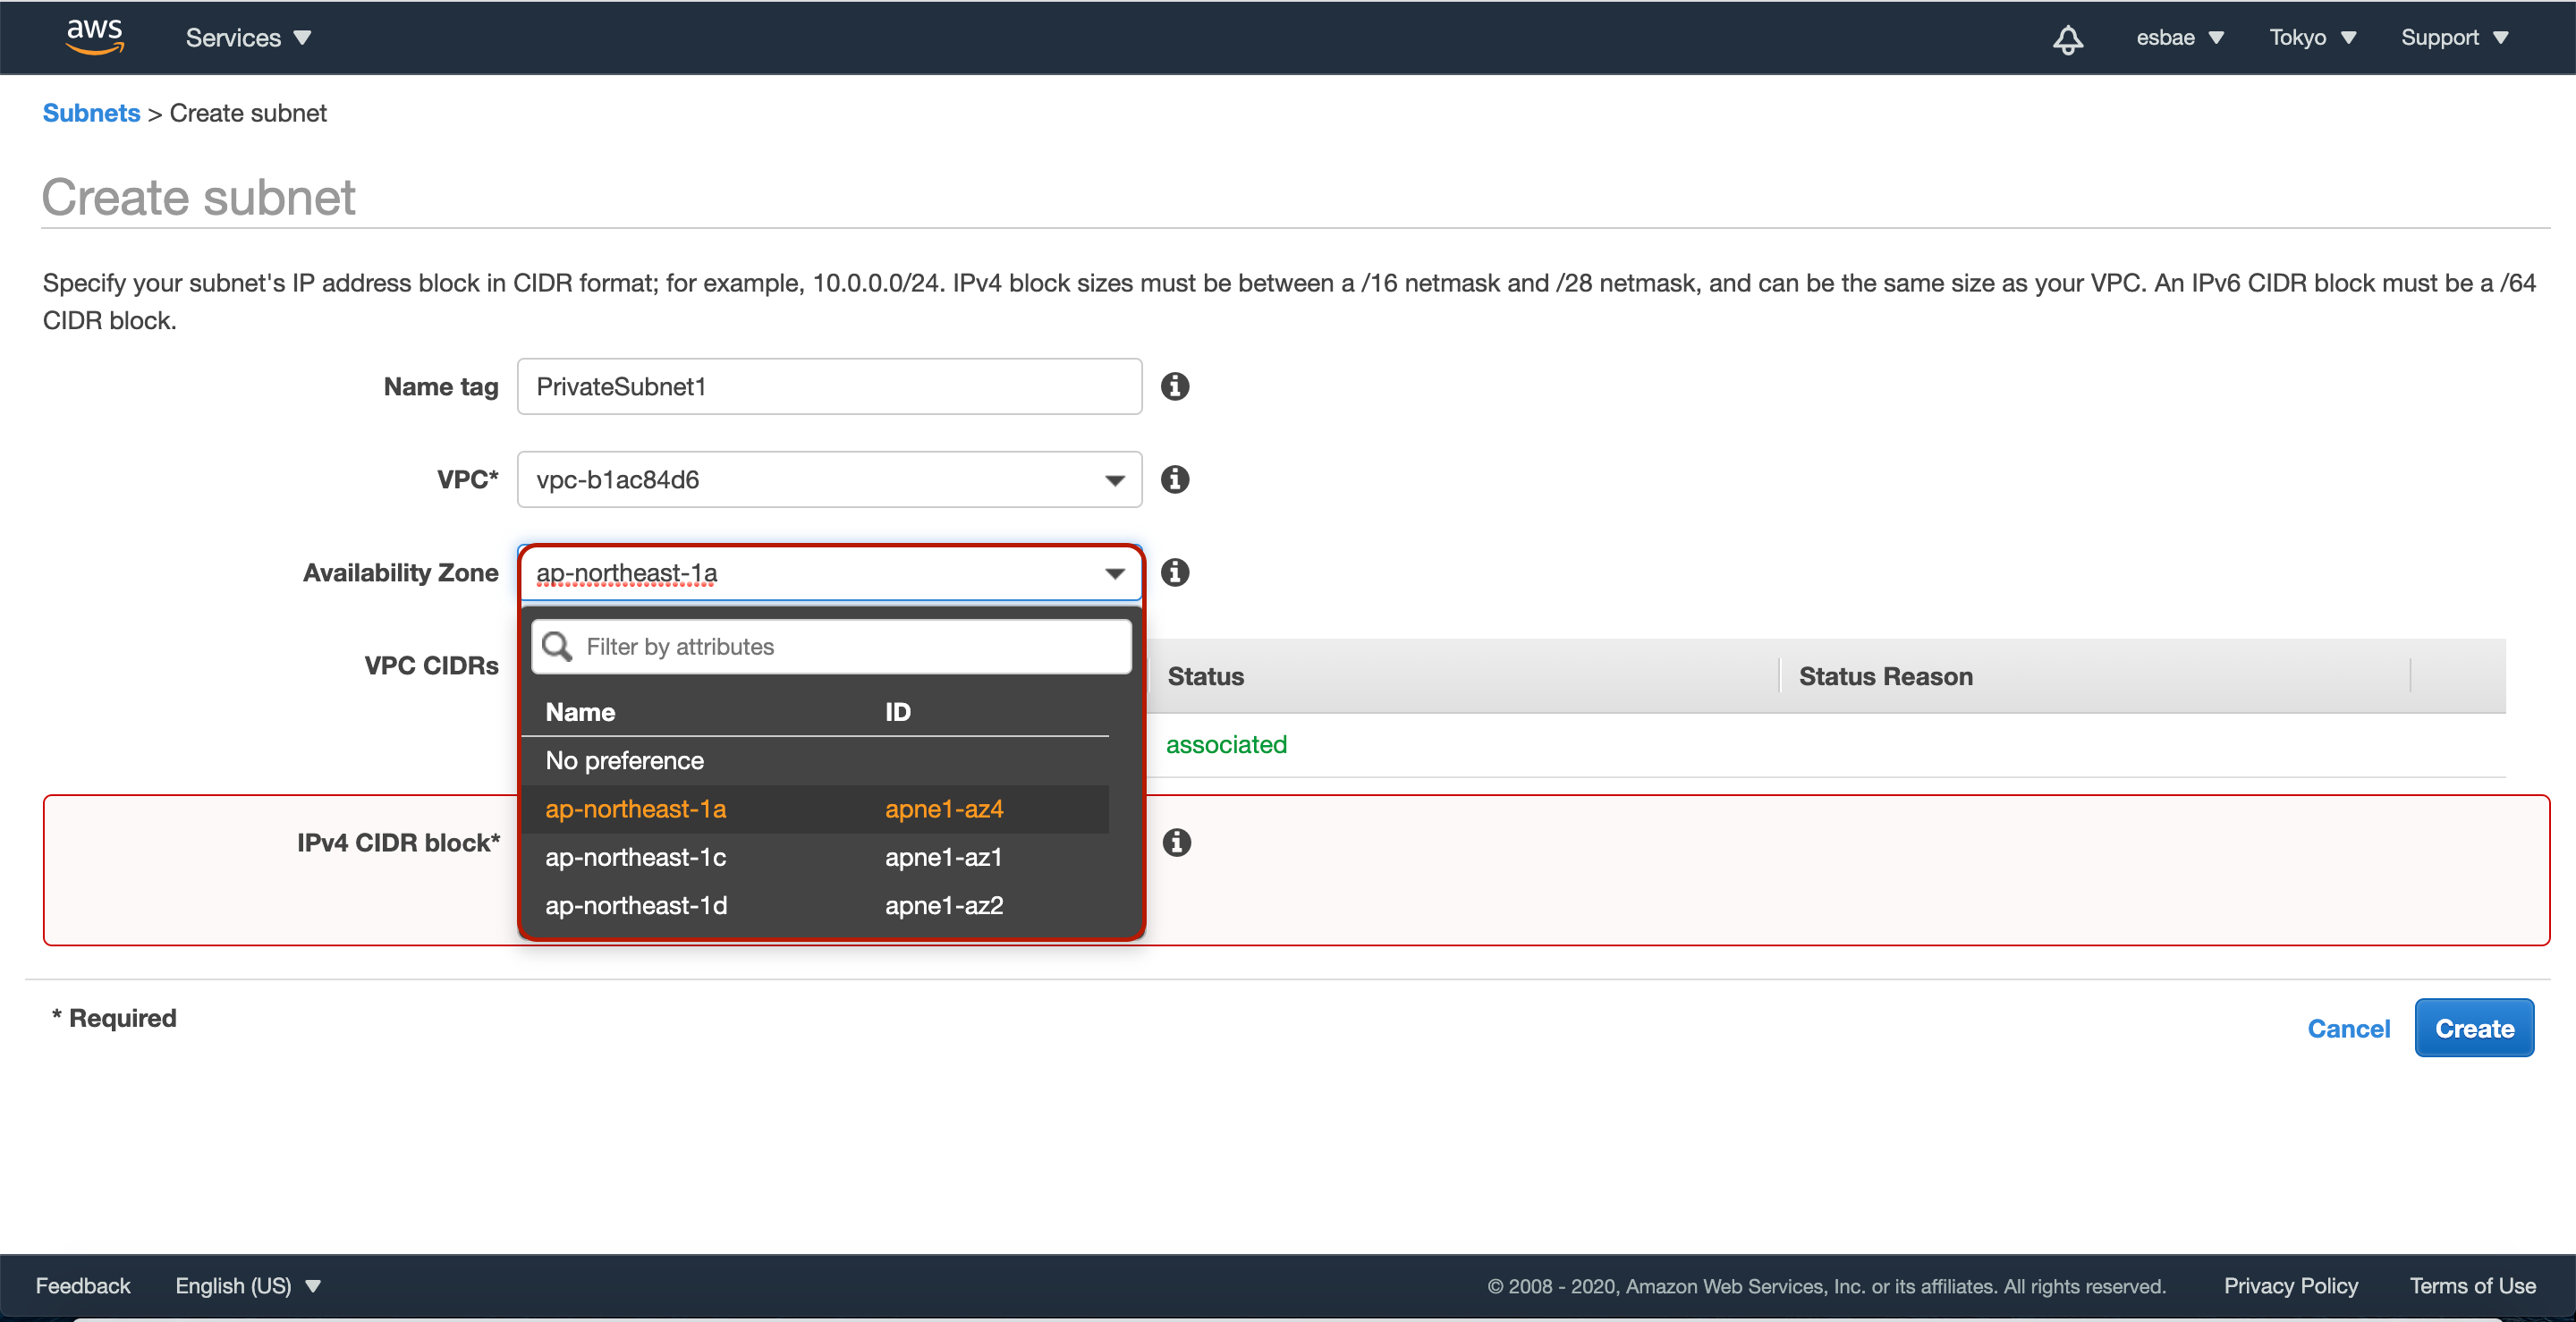 aws Services esbae Tokyo Support
Subnets > Create subnet
Create subnet
Specify your subnet's IP address block in CIDR format; for example, 10.0.0.0/24. IPv4 block sizes must be between a /16 netmask and /28 netmask, and can be the same size as your VPC. An IPv6 CIDR block must be a /64
CIDR block.
Name tag PrivateSubnet1
VPC* vpc-b1ac84d6
Availability Zone ap-northeast-1a
Filter by attributes
VPC CIDRs Status Status Reason
Name ID
associated
No preference
ap-northeast-1a apne1-az4
IPv4 CIDR block*
ap-northeast-1c apne1-az1
ap-northeast-1d apne1-az2
* Required
Cancel Create
Feedback English (US) © 2008 - 2020, Amazon Web Services, Inc. or its affiliates. All rights reserved. Privacy Policy Terms of Use